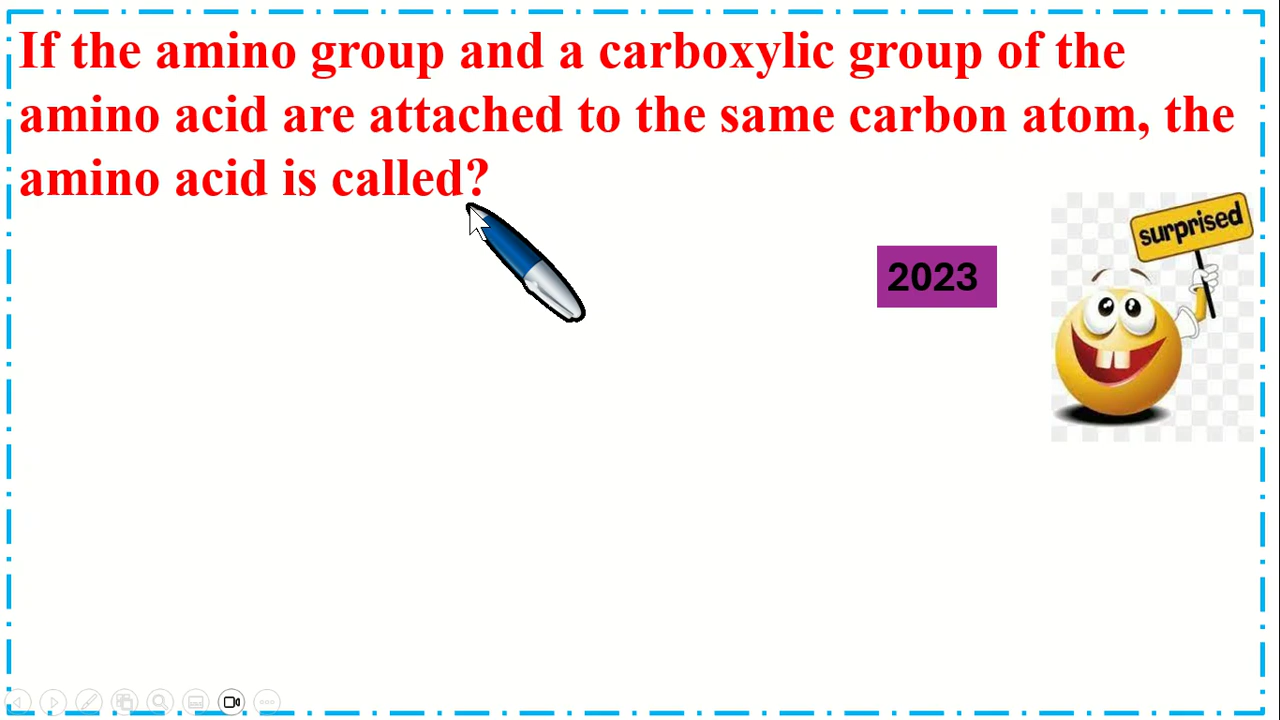 If the amino group and a carboxylic group of the
amino acid are attached to the same carbon atom, the
amino acid is called?
surprised
2023